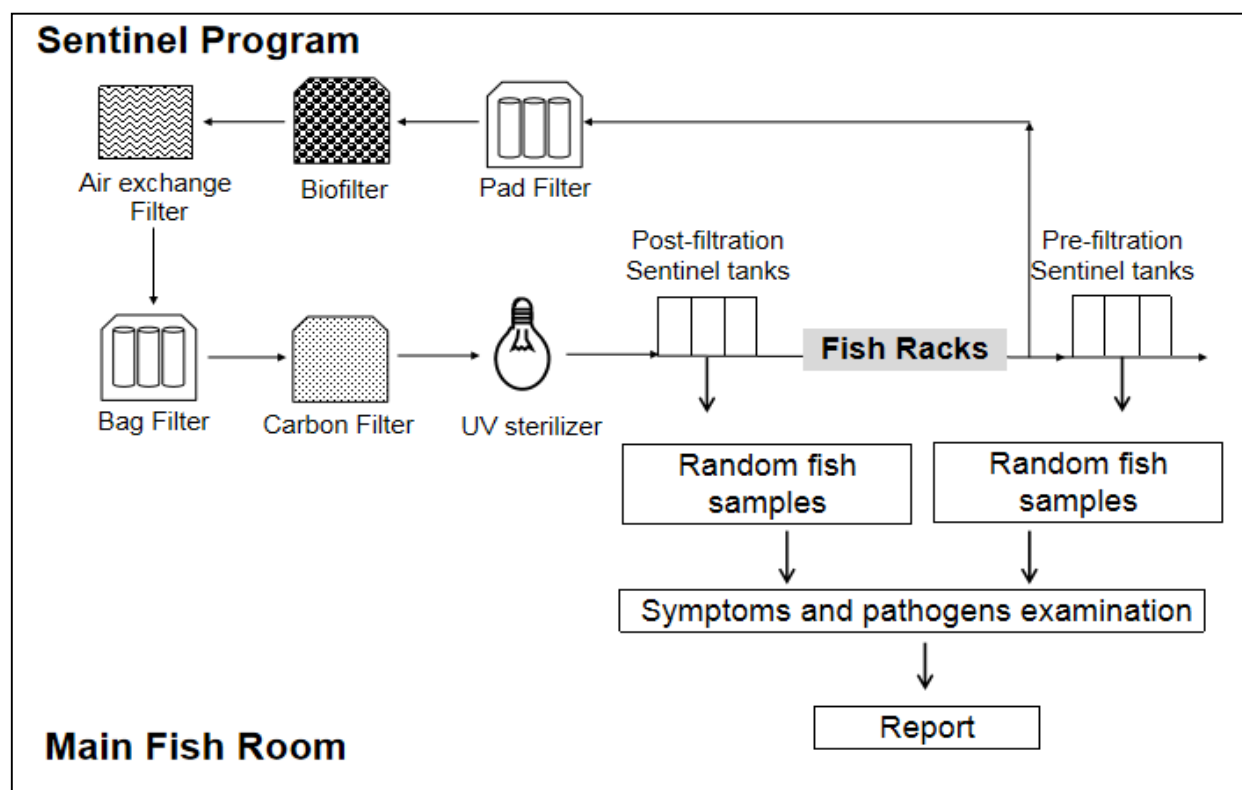 Sentinel Program
Air exchange
Filter
Biofilter
Pad Filter
Post-filtration
Sentinel tanks
Pre-filtration
Sentinel tanks
Bag Filter
Carbon Filter
UV sterilizer
Fish Racks
Random fish
samples
Random fish
samples
Symptoms and pathogens examination
Report
Main Fish Room